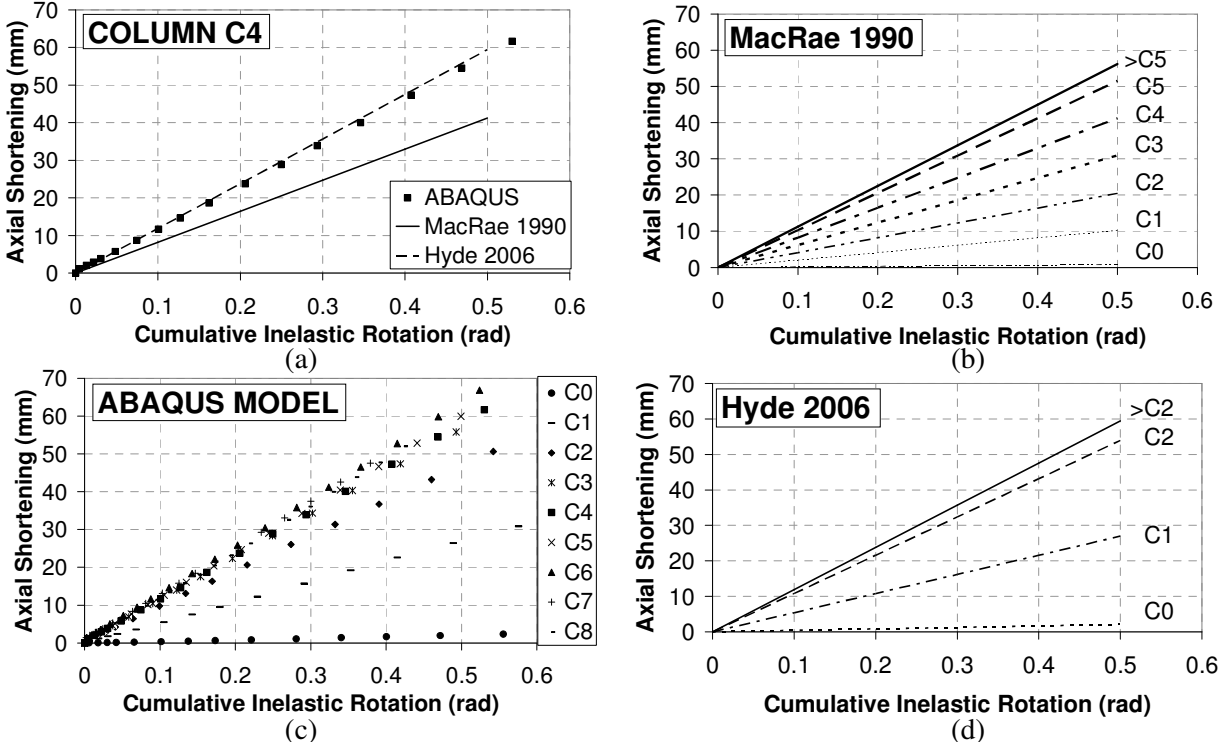 COLUMN C4
Axial Shortening (mm)
70
60
50
40
30
20
10
0
ABAQUS
MacRae 1990
Hyde 2006
0 0.1 0.2 0.3 0.4 0.5 0.6
Cumulative Inelastic Rotation (rad)
(a)
MacRae 1990
Axial Shortening (mm)
70
60
50
40
30
20
10
0
>C5
C5
C4
C3
C2
C1
C0
0 0.1 0.2 0.3 0.4 0.5 0.6
Cumulative Inelastic Rotation (rad)
(b)
ABAQUS MODEL
Axial Shortening (mm)
70
60
50
40
30
20
10
0
C0
C1
C2
C3
C4
C5
C6
C7
C8
0 0.1 0.2 0.3 0.4 0.5 0.6
Cumulative Inelastic Rotation (rad)
(c)
Hyde 2006
Axial Shortening (mm)
70
60
50
40
30
20
10
0
>C2
C2
C1
C0
0 0.1 0.2 0.3 0.4 0.5 0.6
Cumulative Inelastic Rotation (rad)
(d)